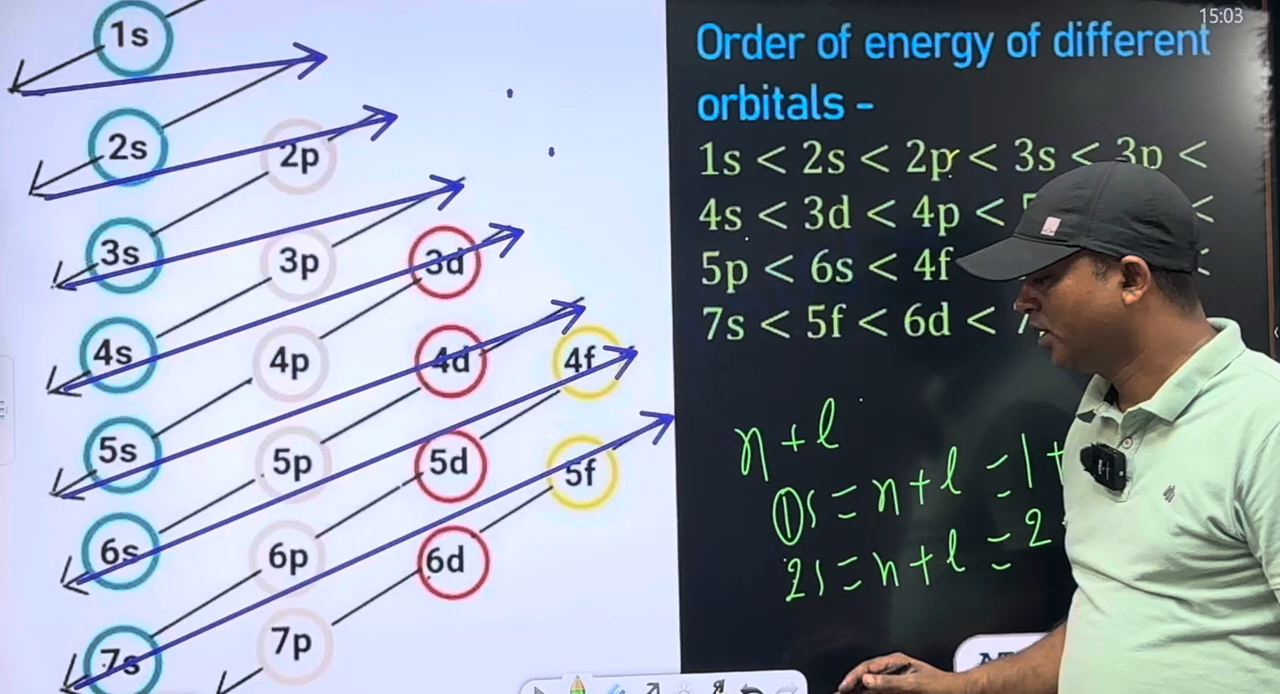 15:03
1s
2s 2p
3s 3p 3d
4s 4p 4d 4f
5s 5p 5d 5f
6s 6p 6d
7s 7p
Order of energy of different
orbitals -
1s < 2s < 2p < 3s < 3p <
4s < 3d < 4p < <
5p < 6s < 4f <
7s < 5f < 6d <
n + l
1s = n + l = 1 +
2s = n + l = 2